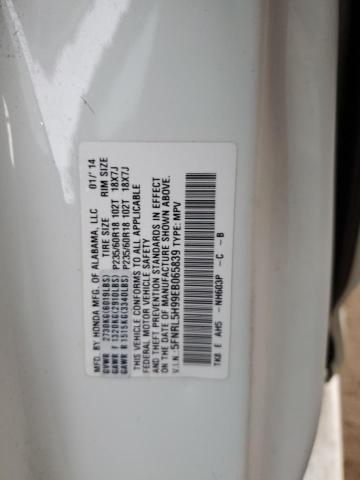 MFD. BY HONDA MFG. OF ALABAMA, LLC 01/'14
TIRE SIZE RIM SIZE
GVWR 2730KG(6019LBS)
GAWR F 1320KG(2910LBS) P235/60R18 102T 18X7J
GAWR R 1515KG(3340LBS) P235/60R18 102T 18X7J
THIS VEHICLE CONFORMS TO ALL APPLICABLE
FEDERAL MOTOR VEHICLE SAFETY
AND THEFT PREVENTION STANDARDS IN EFFECT
ON THE DATE OF MANUFACTURE SHOWN ABOVE.
V.I.N.: 5FNRL5H99EB065839 TYPE: MPV
TK8 E AH5 -NH603P -C -B